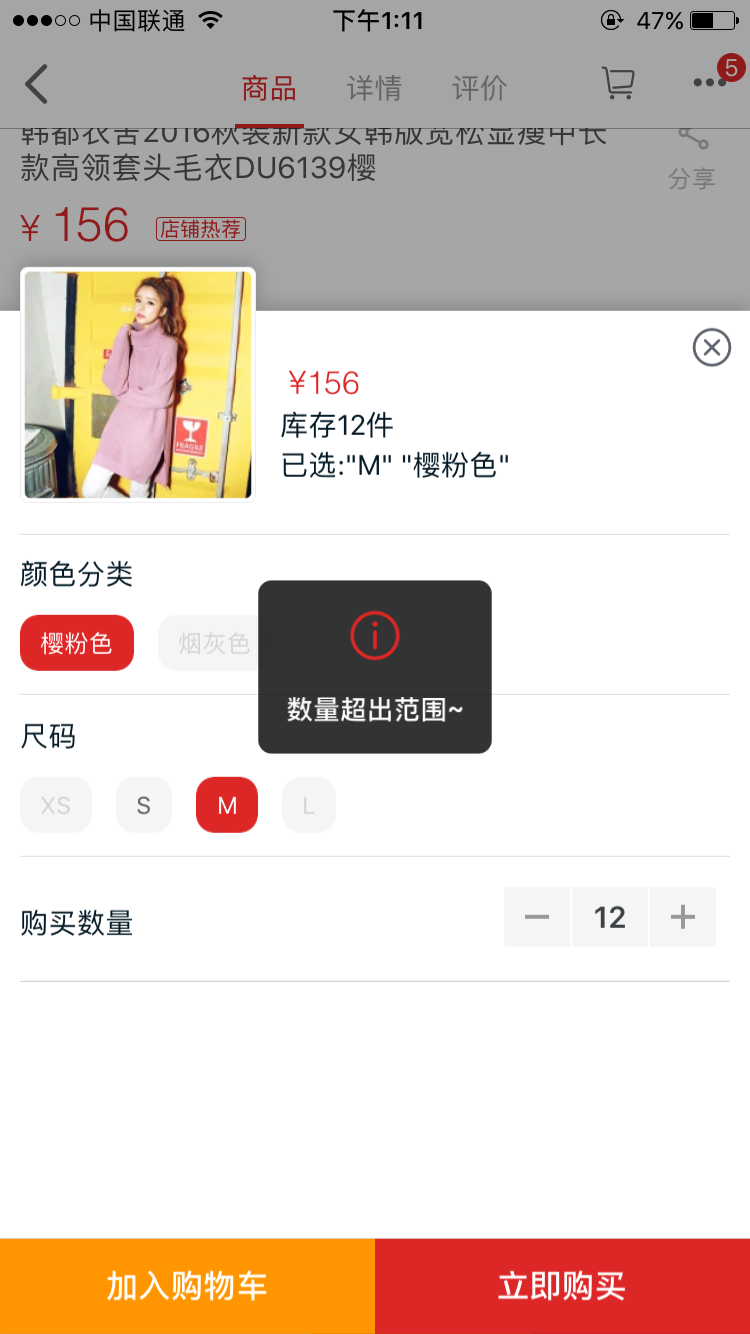 中国联通
下午1:11
47%
商品
详情
评价
5
韩都衣舍2016秋装新款女韩版宽松显瘦中长
款高领套头毛衣DU6139樱
分享
¥ 156
店铺热荐
FRAGILE
¥156
库存12件
已选:"M" "樱粉色"
颜色分类
樱粉色
烟灰色
数量超出范围~
尺码
XS
S
M
L
购买数量
12
加入购物车
立即购买